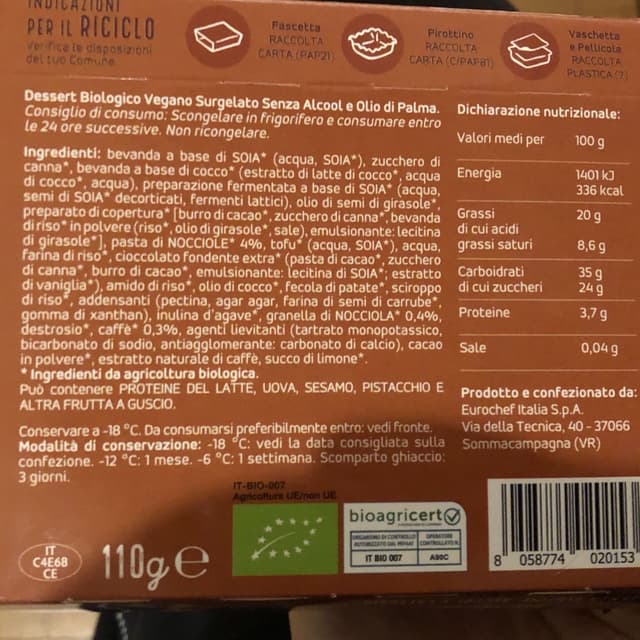 INDICAZIONI
PER IL RICICLO
Verifica le disposizioni
del tuo Comune.
Fascetta
RACCOLTA
CARTA (PAP21)
Pirottino
RACCOLTA
CARTA (C/PAP81)
Vaschetta
e Pellicola
RACCOLTA
PLASTICA (7)
Dessert Biologico Vegano Surgelato Senza Alcool e Olio di Palma.
Consiglio di consumo: Scongelare in frigorifero e consumare entro
le 24 ore successive. Non ricongelare.
Ingredienti: bevanda a base di SOIA* (acqua, SOIA*), zucchero di
canna*, bevanda a base di cocco* (estratto di latte di cocco*, acqua
di cocco*, acqua), preparazione fermentata a base di SOIA* (acqua,
semi di SOIA* decorticati, fermenti lattici), olio di semi di girasole*,
preparato di copertura* [burro di cacao*, zucchero di canna*, bevanda
di riso* in polvere (riso*, olio di girasole*, sale), emulsionante: lecitina
di girasole*], pasta di NOCCIOLE* 4%, tofu* (acqua, SOIA*), acqua,
farina di riso*, cioccolato fondente extra* (pasta di cacao*, zucchero
di canna*, burro di cacao*, emulsionante: lecitina di SOIA*; estratto
di vaniglia*), amido di riso*, olio di cocco*, fecola di patate*, sciroppo
di riso*, addensanti (pectina, agar agar, farina di semi di carrube*,
gomma di xanthan), inulina d'agave*, granella di NOCCIOLA* 0,4%,
destrosio*, caffè* 0,3%, agenti lievitanti (tartrato monopotassico,
bicarbonato di sodio, antiagglomerante: carbonato di calcio), cacao
in polvere*, estratto naturale di caffè, succo di limone*.
* Ingredienti da agricoltura biologica.
Può contenere PROTEINE DEL LATTE, UOVA, SESAMO, PISTACCHIO E
ALTRA FRUTTA A GUSCIO.
Conservare a -18 °C. Da consumarsi preferibilmente entro: vedi fronte.
Modalità di conservazione: -18 °C: vedi la data consigliata sulla
confezione. -12 °C: 1 mese. -6 °C: 1 settimana. Scomparto ghiaccio:
3 giorni.
Dichiarazione nutrizionale:
Valori medi per 100 g
Energia 1401 kJ
336 kcal
Grassi 20 g
di cui acidi
grassi saturi 8,6 g
Carboidrati 35 g
di cui zuccheri 24 g
Proteine 3,7 g
Sale 0,04 g
Prodotto e confezionato da:
Eurochef Italia S.p.A.
Via della Tecnica, 40 - 37066
Sommacampagna (VR)
IT
C4E68
CE
110g e
IT-BIO-007
Agricoltura UE/non UE
bioagricert
ORGANISMO DI CONTROLLO
AUTORIZZATO DAL MIPAAF
IT BIO 007
OPERATORE
CONTROLLATO N.
A90C
8 058774 020153